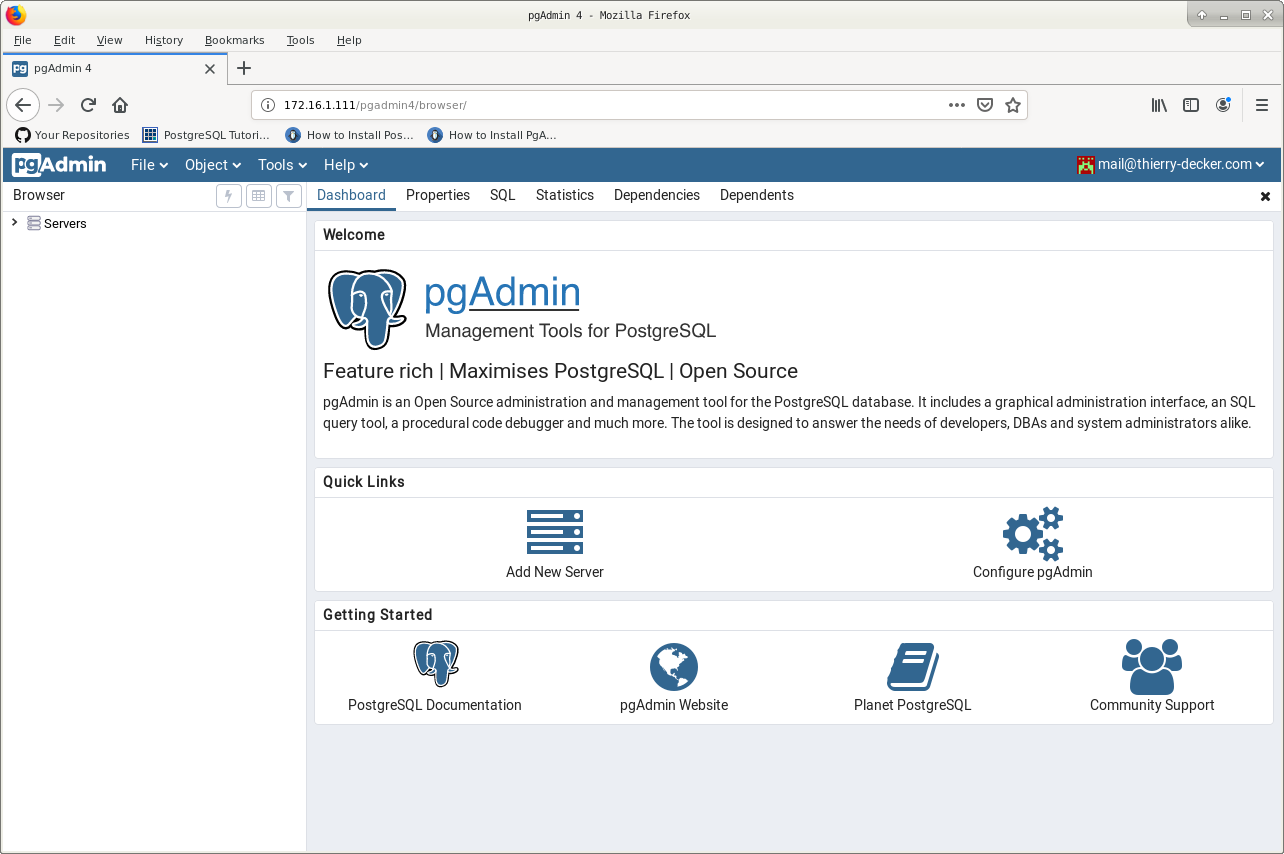 pgAdmin 4 - Mozilla Firefox
File Edit View History Bookmarks Tools Help
pg pgAdmin 4
172.16.1.111/pgadmin4/browser/
Your Repositories PostgreSQL Tutori... How to Install Pos... How to Install PgA...
pgAdmin File Object Tools Help mail@thierry-decker.com
Browser Dashboard Properties SQL Statistics Dependencies Dependents
Servers
Welcome
pgAdmin
Management Tools for PostgreSQL
Feature rich | Maximises PostgreSQL | Open Source
pgAdmin is an Open Source administration and management tool for the PostgreSQL database. It includes a graphical administration interface, an SQL
query tool, a procedural code debugger and much more. The tool is designed to answer the needs of developers, DBAs and system administrators alike.
Quick Links
Add New Server Configure pgAdmin
Getting Started
PostgreSQL Documentation pgAdmin Website Planet PostgreSQL Community Support